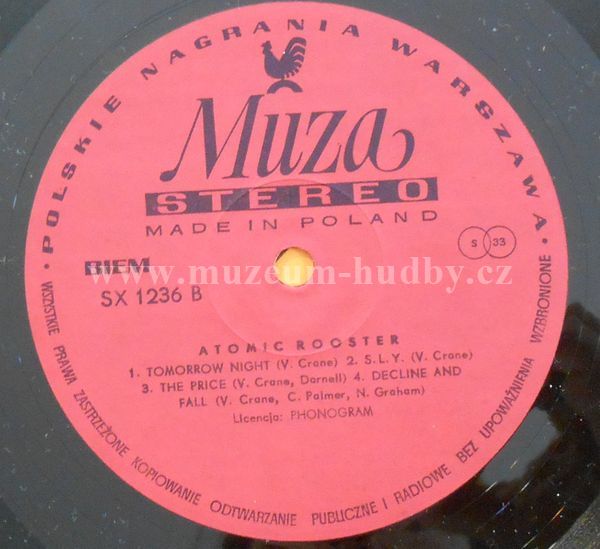 · POLSKIE NAGRANIA WARSZAWA ·
Muza
STEREO
MADE IN POLAND
S 33
BIEM
SX 1236 B
www.muzeum-hudby.cz
ATOMIC ROOSTER
1. TOMORROW NIGHT (V. Crane) 2. S.L.Y. (V. Crane)
3. THE PRICE (V. Crane, Darnell) 4. DECLINE AND
FALL (V. Crane, C. Palmer, N. Graham)
Licencja: PHONOGRAM
WSZYSTKIE PRAWA ZASTRZEŻONE KOPIOWANIE ODTWARZANIE PUBLICZNE I RADIOWE BEZ UPOWAŻNIENIA WZBRONIONE